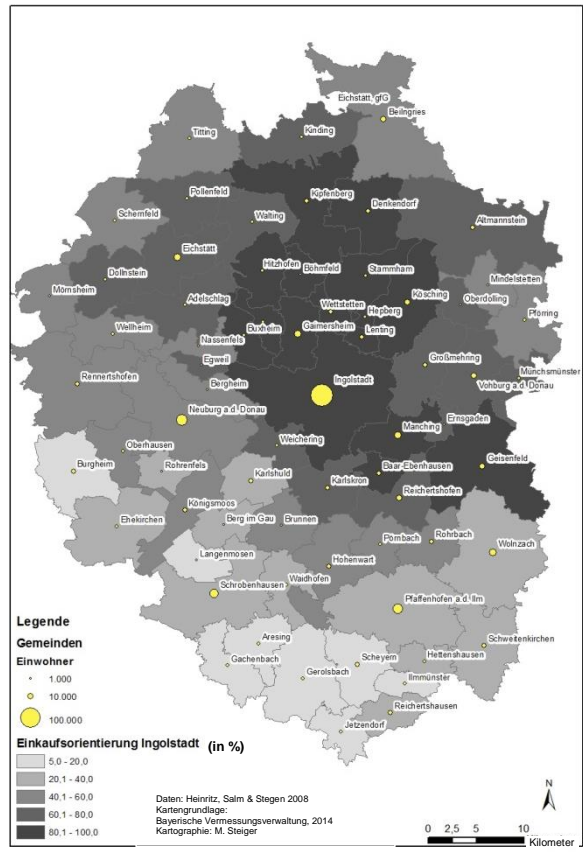 Eichstätt, gfG
Beilngries
Titting
Kinding
Pollenfeld
Kipfenberg
Denkendorf
Schernfeld
Walting
Altmannstein
Eichstätt
Hitzhofen
Böhmfeld
Stammham
Mindelstetten
Dollnstein
Mörnsheim
Adelschlag
Kösching
Oberdolling
Wettstetten
Hepberg
Pförring
Wellheim
Buxheim
Gaimersheim
Lenting
Nassenfels
Egweil
Großmehring
Münchsmünster
Rennertshofen
Bergheim
Ingolstadt
Vohburg a.d. Donau
Neuburg a.d. Donau
Ernsgaden
Manching
Weichering
Oberhausen
Burgheim
Rohrenfels
Karlshuld
Baar-Ebenhausen
Geisenfeld
Karlskron
Reichertshofen
Königsmoos
Ehekirchen
Berg im Gau
Brunnen
Pörnbach
Rohrbach
Wolnzach
Langenmosen
Hohenwart
Waidhofen
Schrobenhausen
Pfaffenhofen a.d. Ilm
Aresing
Schweitenkirchen
Hettenshausen
Scheyern
Gachenbach
Gerolsbach
Ilmmünster
Reichertshausen
Jetzendorf
Legende
Gemeinden
Einwohner
1.000
10.000
100.000
Einkaufsorientierung Ingolstadt (in %)
5,0 - 20,0
20,1 - 40,0
40,1 - 60,0
60,1 - 80,0
80,1 - 100,0
Daten: Heinritz, Salm & Stegen 2008
Kartengrundlage:
Bayerische Vermessungsverwaltung, 2014
Kartographie: M. Steiger
N
0 2,5 5 10
Kilometer